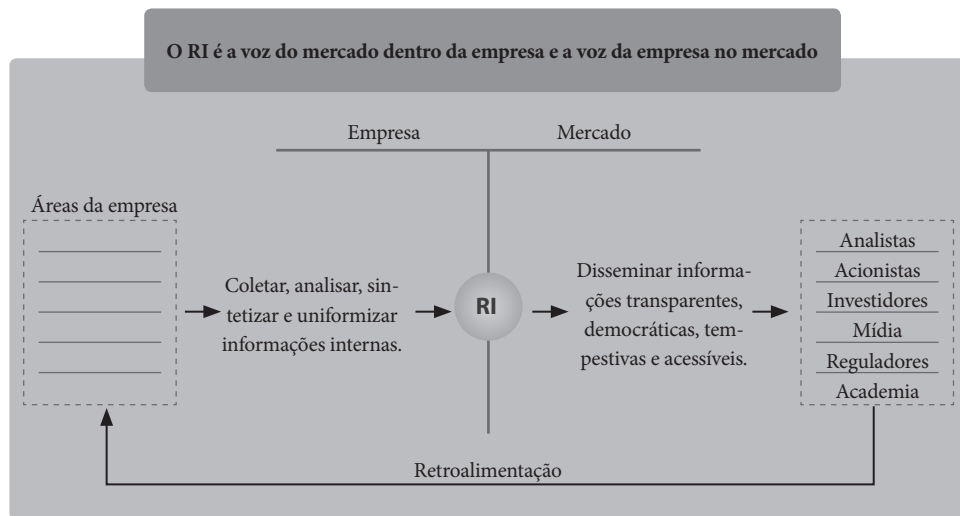 O RI é a voz do mercado dentro da empresa e a voz da empresa no mercado
Empresa
Mercado
Áreas da empresa
Coletar, analisar, sin-
tetizar e uniformizar
informações internas.
RI
Disseminar informa-
ções transparentes,
democráticas, tem-
pestivas e acessíveis.
Analistas
Acionistas
Investidores
Mídia
Reguladores
Academia
Retroalimentação